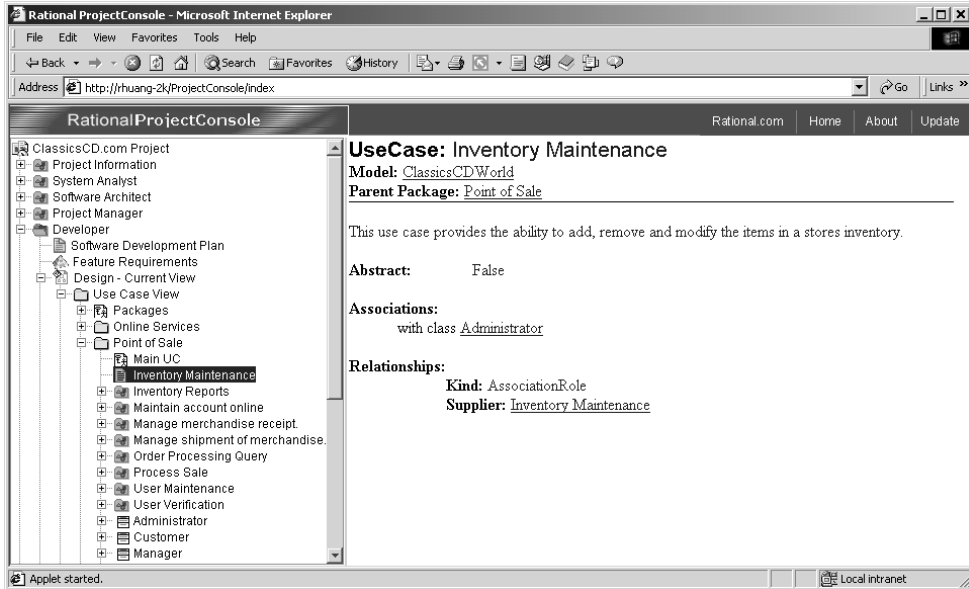 Rational ProjectConsole - Microsoft Internet Explorer
File Edit View Favorites Tools Help
Back Search Favorites History
Address http://rhuang-2k/ProjectConsole/index Go Links »
RationalProjectConsole
Rational.com Home About Update
ClassicsCD.com Project
Project Information
System Analyst
Software Architect
Project Manager
Developer
Software Development Plan
Feature Requirements
Design - Current View
Use Case View
Packages
Online Services
Point of Sale
Main UC
Inventory Maintenance
Inventory Reports
Maintain account online
Manage merchandise receipt.
Manage shipment of merchandise.
Order Processing Query
Process Sale
User Maintenance
User Verification
Administrator
Customer
Manager
UseCase: Inventory Maintenance
Model: ClassicsCDWorld
Parent Package: Point of Sale
This use case provides the ability to add, remove and modify the items in a stores inventory.
Abstract: False
Associations:
with class Administrator
Relationships:
Kind: AssociationRole
Supplier: Inventory Maintenance
Applet started. Local intranet